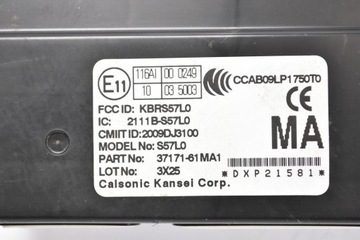 E11
116AI 00 0249
10 03 5003
CCAB09LP1750T0
CE
FCC ID: KBRS57L0
IC: 2111B-S57L0
CMIIT ID: 2009DJ3100
MODEL No: S57L0
PART No: 37171-61MA1
LOT No: 3X25
Calsonic Kansei Corp.
MA
*DXP21581*